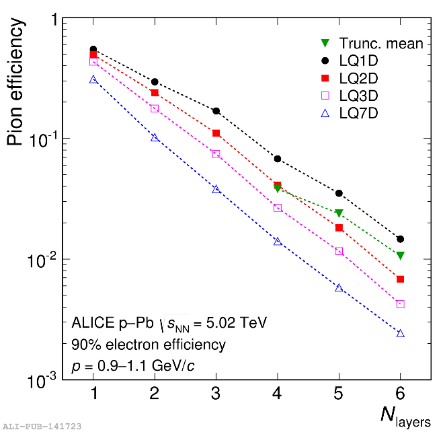 Pion efficiency
1
10⁻¹
10⁻²
10⁻³
Trunc. mean
LQ1D
LQ2D
LQ3D
LQ7D
ALICE p–Pb √sNN = 5.02 TeV
90% electron efficiency
p = 0.9–1.1 GeV/c
1 2 3 4 5 6
Nlayers
ALI-PUB-141723